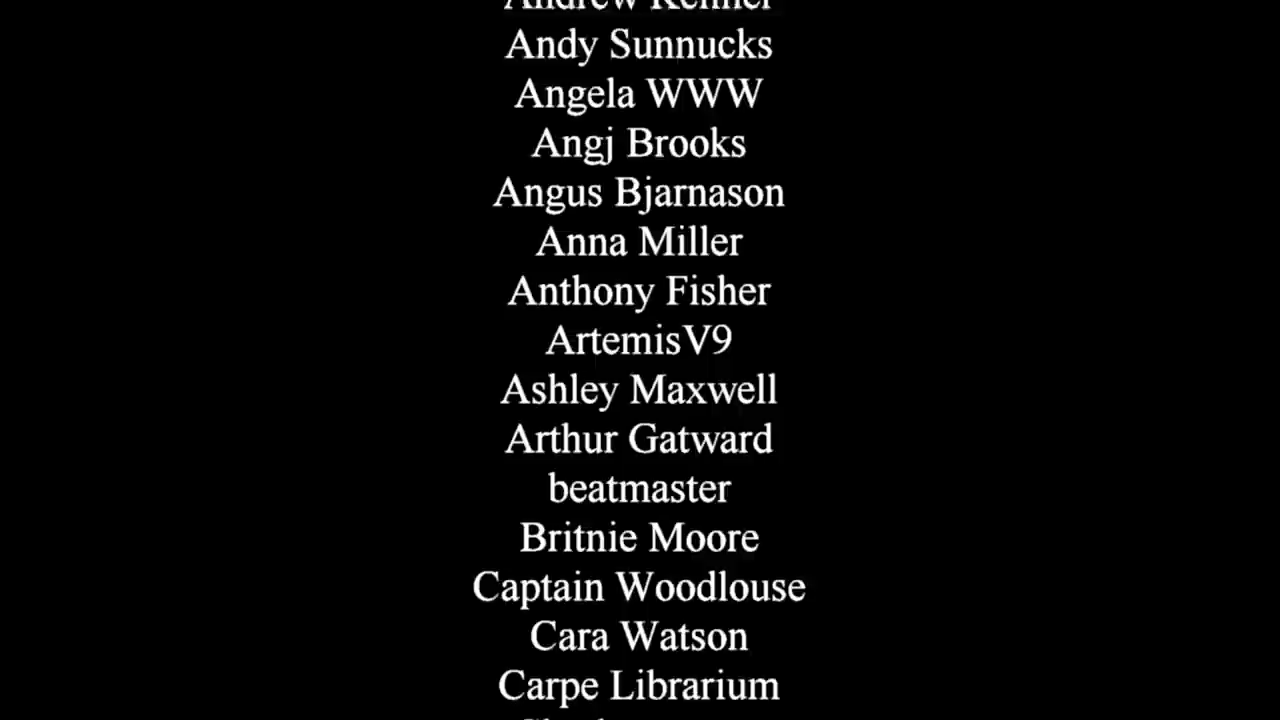 Andrew
Andy Sunnucks
Angela WWW
Angj Brooks
Angus Bjarnason
Anna Miller
Anthony Fisher
ArtemisV9
Ashley Maxwell
Arthur Gatward
beatmaster
Britnie Moore
Captain Woodlouse
Cara Watson
Carpe Librarium